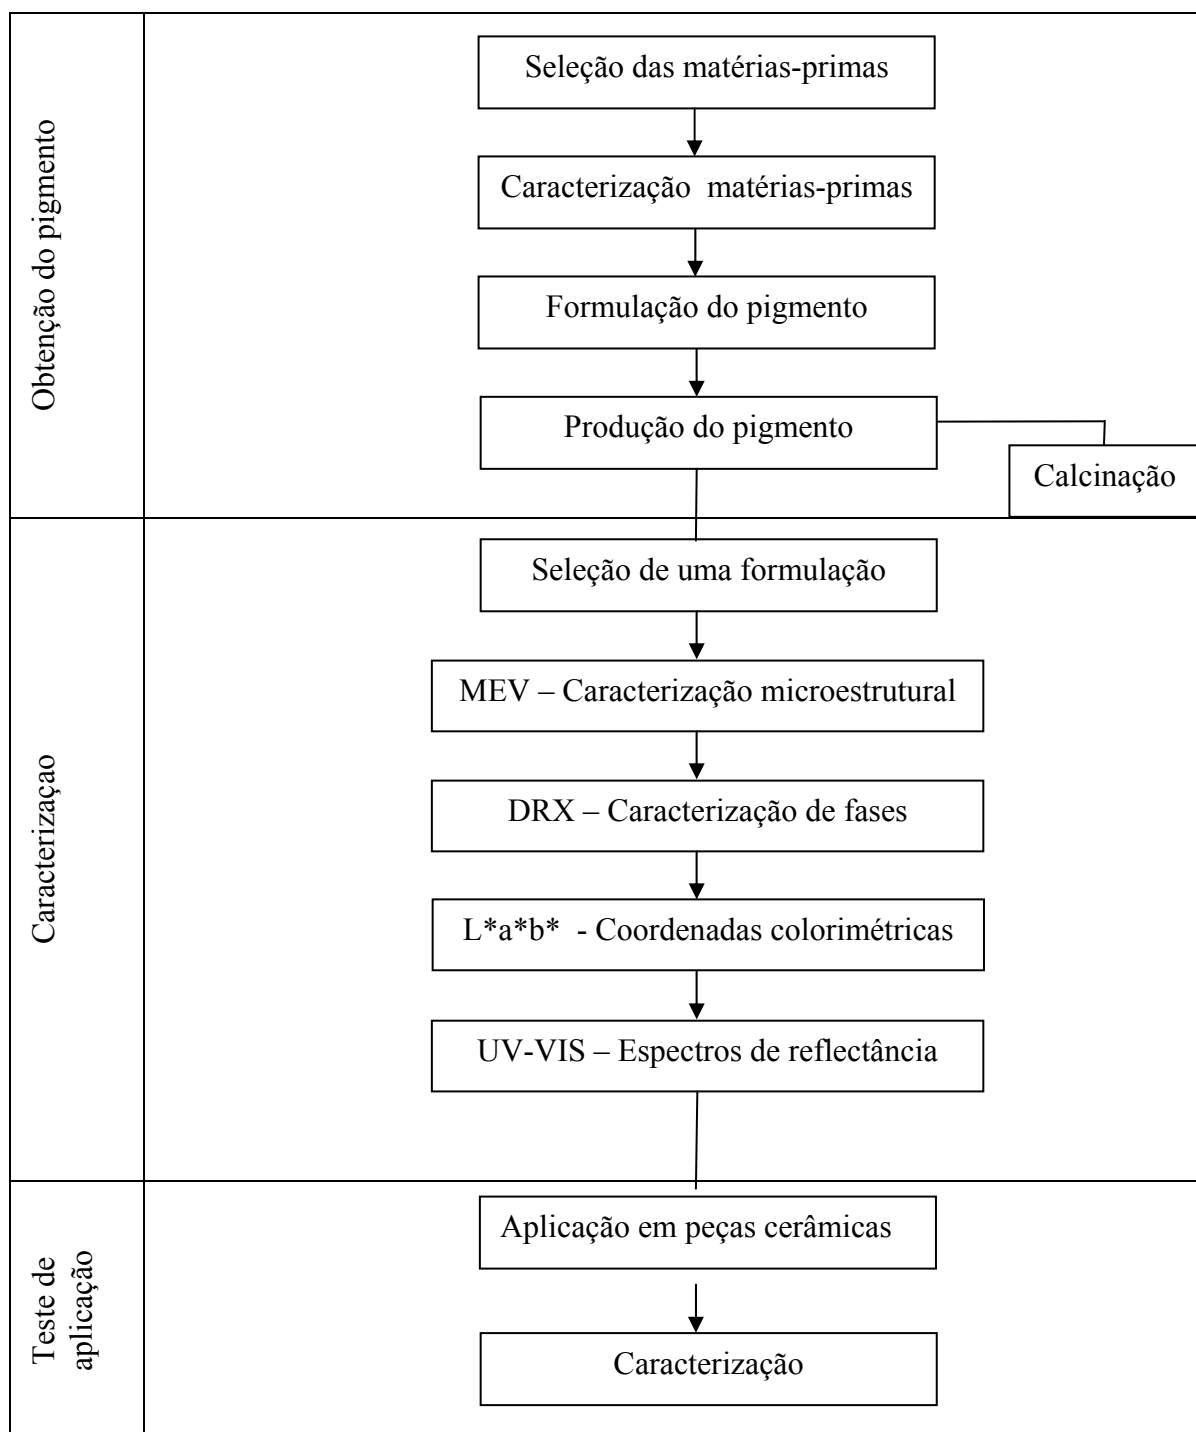 Obtenção do pigmento
Seleção das matérias-primas
Caracterização matérias-primas
Formulação do pigmento
Produção do pigmento
Calcinação
Caracterizaçao
Seleção de uma formulação
MEV – Caracterização microestrutural
DRX – Caracterização de fases
L*a*b* - Coordenadas colorimétricas
UV-VIS – Espectros de reflectância
Teste de
aplicação
Aplicação em peças cerâmicas
Caracterização